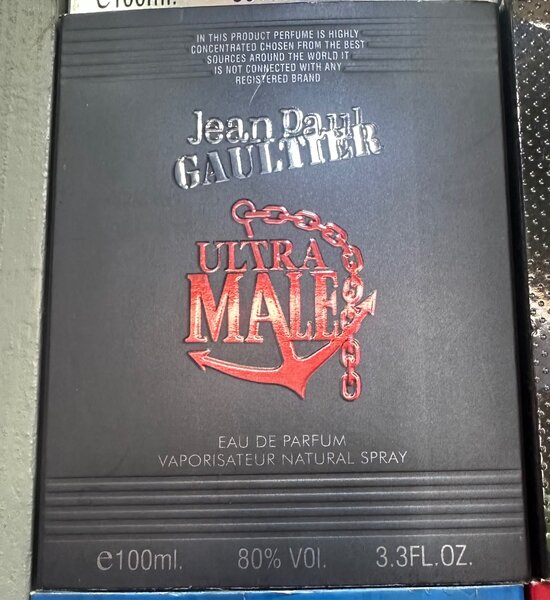 IN THIS PRODUCT PERFUME IS HIGHLY
CONCENTRATED CHOSEN FROM THE BEST
SOURCES AROUND THE WORLD IT
IS NOT CONNECTED WITH ANY
REGISTERED BRAND
Jean Paul
GAULTIER
ULTRA
MALE
EAU DE PARFUM
VAPORISATEUR NATURAL SPRAY
e100ml. 80% Vol. 3.3FL.OZ.